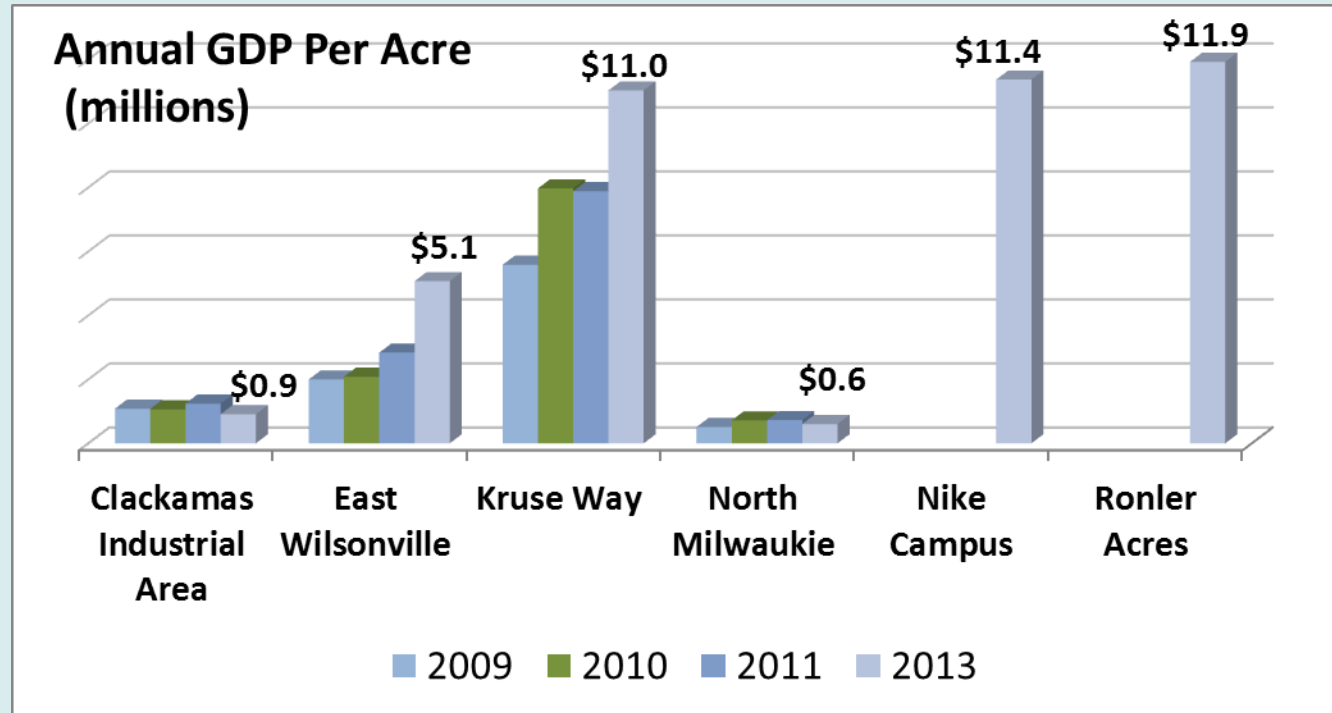 Annual GDP Per Acre
(millions)
$0.9
$5.1
$11.0
$0.6
$11.4
$11.9
Clackamas
Industrial
Area
East
Wilsonville
Kruse Way
North
Milwaukie
Nike
Campus
Ronler
Acres
2009 2010 2011 2013